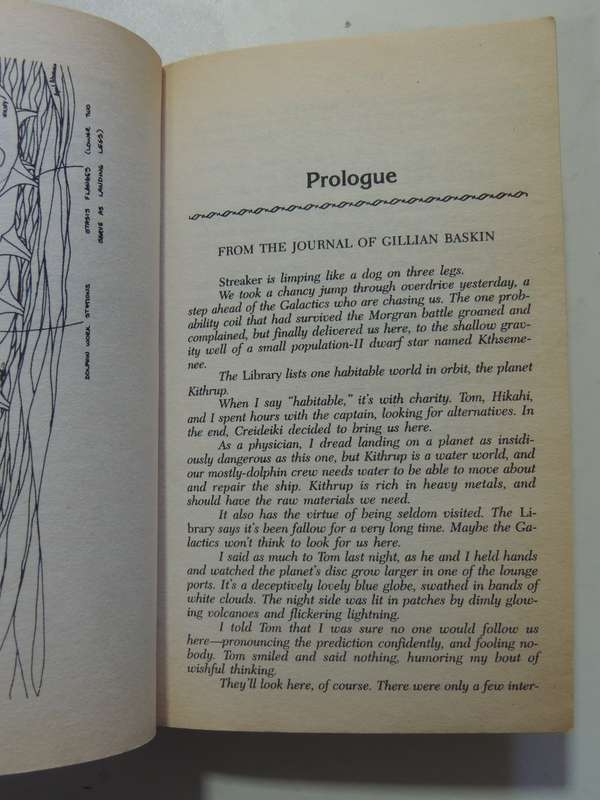 STASIS FLANGES (LOWER TWO
SERVE AS LANDING LEGS)
DOLPHIN WORK STATIONS
Prologue
FROM THE JOURNAL OF GILLIAN BASKIN
Streaker is limping like a dog on three legs.
We took a chancy jump through overdrive yesterday, a
step ahead of the Galactics who are chasing us. The one prob-
ability coil that had survived the Morgran battle groaned and
complained, but finally delivered us here, to the shallow grav-
ity well of a small population-II dwarf star named Kthseme-
nee.
The Library lists one habitable world in orbit, the planet
Kithrup.
When I say “habitable,” it’s with charity. Tom, Hikahi,
and I spent hours with the captain, looking for alternatives. In
the end, Creideiki decided to bring us here.
As a physician, I dread landing on a planet as insidi-
ously dangerous as this one, but Kithrup is a water world, and
our mostly-dolphin crew needs water to be able to move about
and repair the ship. Kithrup is rich in heavy metals, and
should have the raw materials we need.
It also has the virtue of being seldom visited. The Li-
brary says it’s been fallow for a very long time. Maybe the Ga-
lactics won’t think to look for us here.
I said as much to Tom last night, as he and I held hands
and watched the planet’s disc grow larger in one of the lounge
ports. It’s a deceptively lovely blue globe, swathed in bands of
white clouds. The night side was lit in patches by dimly glow-
ing volcanoes and flickering lightning.
I told Tom that I was sure no one would follow us
here—pronouncing the prediction confidently, and fooling no-
body. Tom smiled and said nothing, humoring my bout of
wishful thinking.
They’ll look here, of course. There were only a few inter-